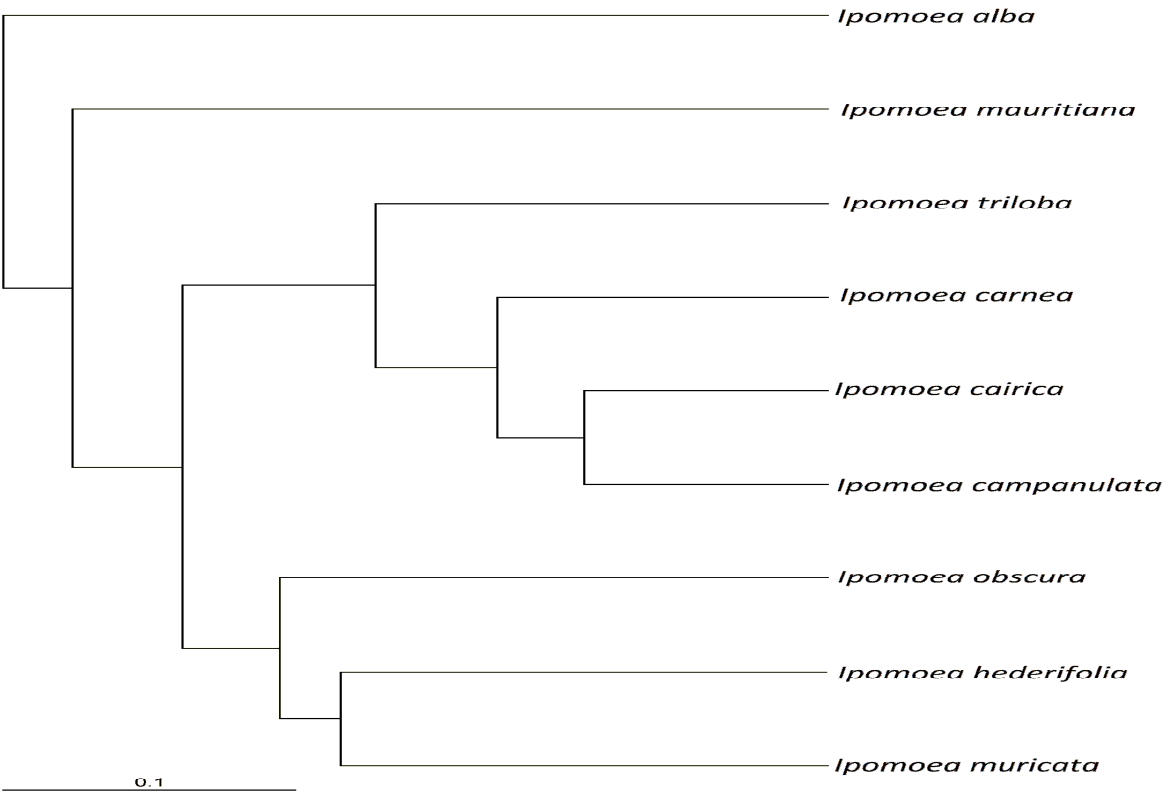 Ipomoea alba
Ipomoea mauritiana
Ipomoea triloba
Ipomoea carnea
Ipomoea cairica
Ipomoea campanulata
Ipomoea obscura
Ipomoea hederifolia
Ipomoea muricata
0.1